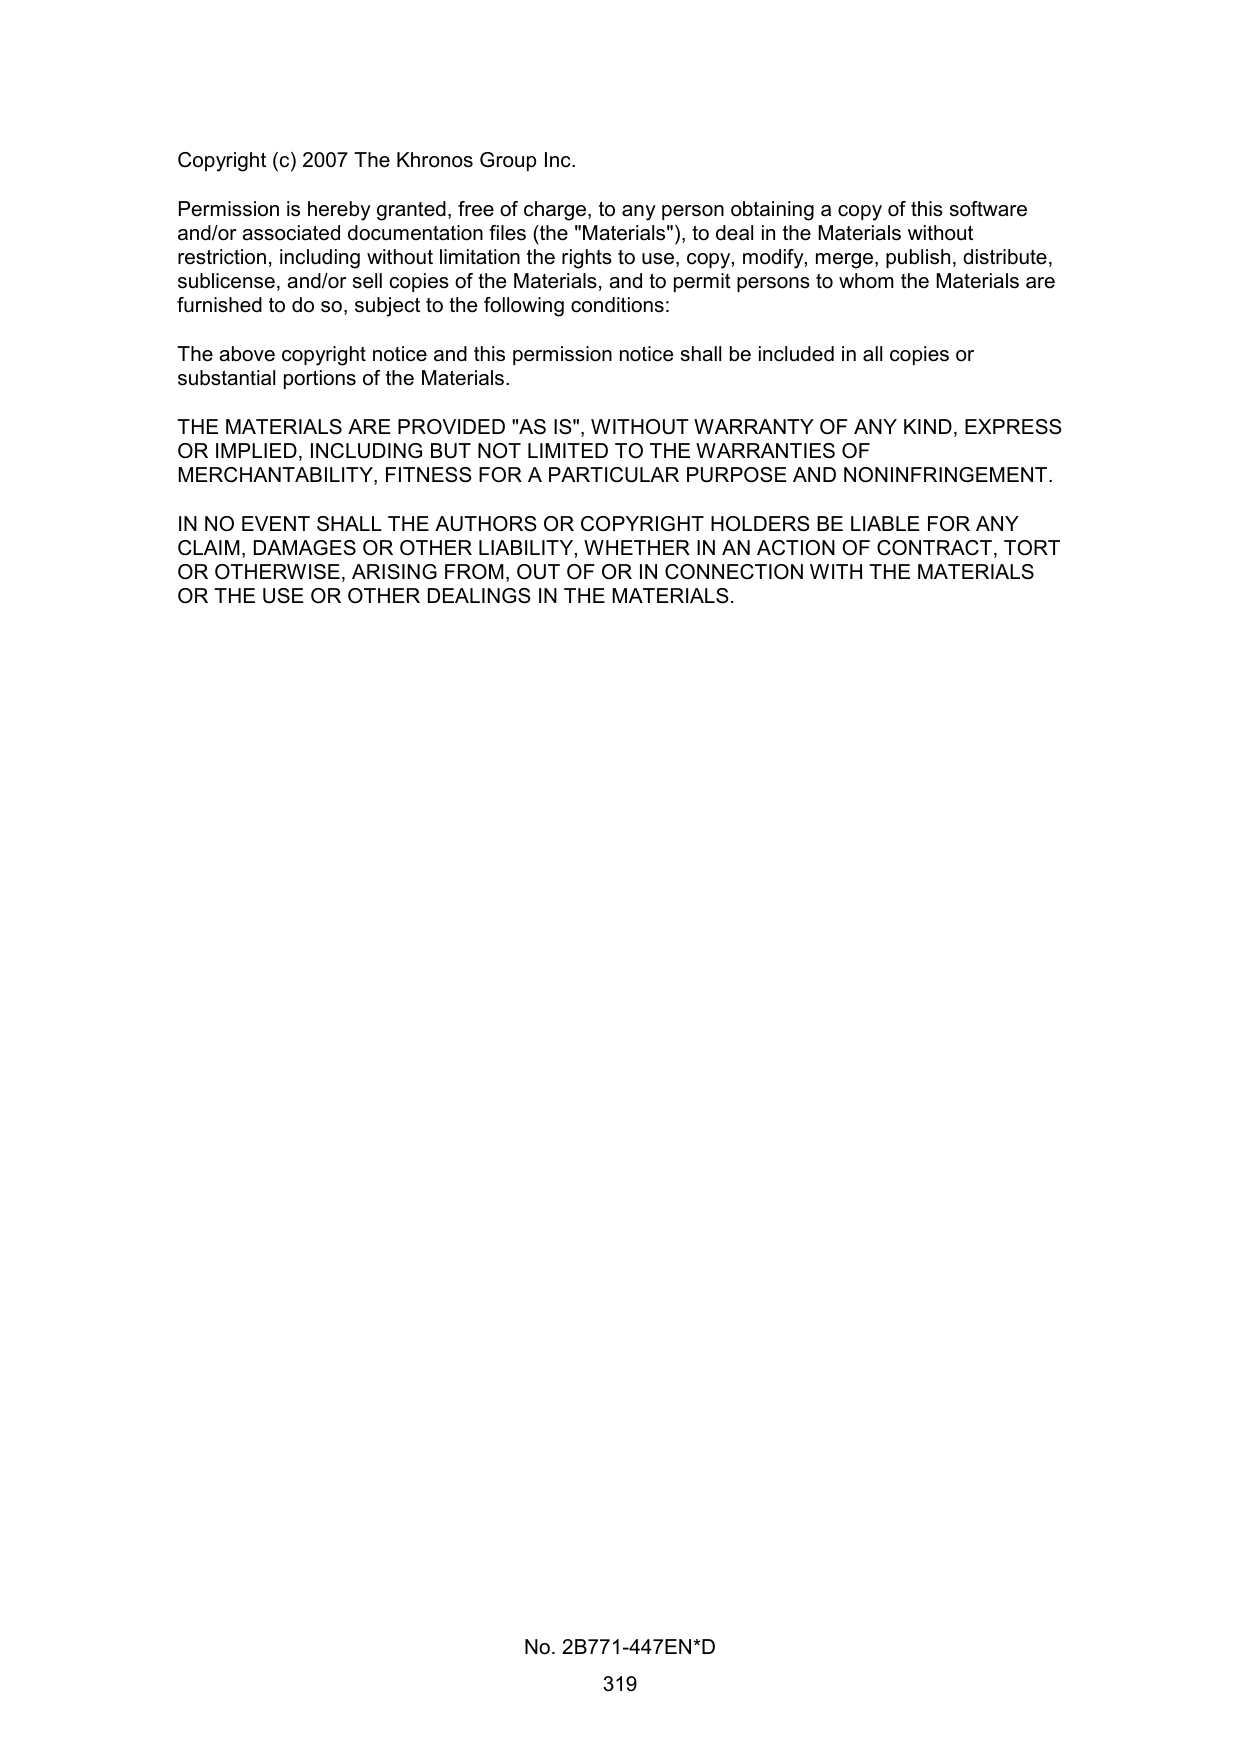 Copyright (c) 2007 The Khronos Group Inc.
Permission is hereby granted, free of charge, to any person obtaining a copy of this software
and/or associated documentation files (the "Materials"), to deal in the Materials without
restriction, including without limitation the rights to use, copy, modify, merge, publish, distribute,
sublicense, and/or sell copies of the Materials, and to permit persons to whom the Materials are
furnished to do so, subject to the following conditions:
The above copyright notice and this permission notice shall be included in all copies or
substantial portions of the Materials.
THE MATERIALS ARE PROVIDED "AS IS", WITHOUT WARRANTY OF ANY KIND, EXPRESS
OR IMPLIED, INCLUDING BUT NOT LIMITED TO THE WARRANTIES OF
MERCHANTABILITY, FITNESS FOR A PARTICULAR PURPOSE AND NONINFRINGEMENT.
IN NO EVENT SHALL THE AUTHORS OR COPYRIGHT HOLDERS BE LIABLE FOR ANY
CLAIM, DAMAGES OR OTHER LIABILITY, WHETHER IN AN ACTION OF CONTRACT, TORT
OR OTHERWISE, ARISING FROM, OUT OF OR IN CONNECTION WITH THE MATERIALS
OR THE USE OR OTHER DEALINGS IN THE MATERIALS.
No. 2B771-447EN*D
319